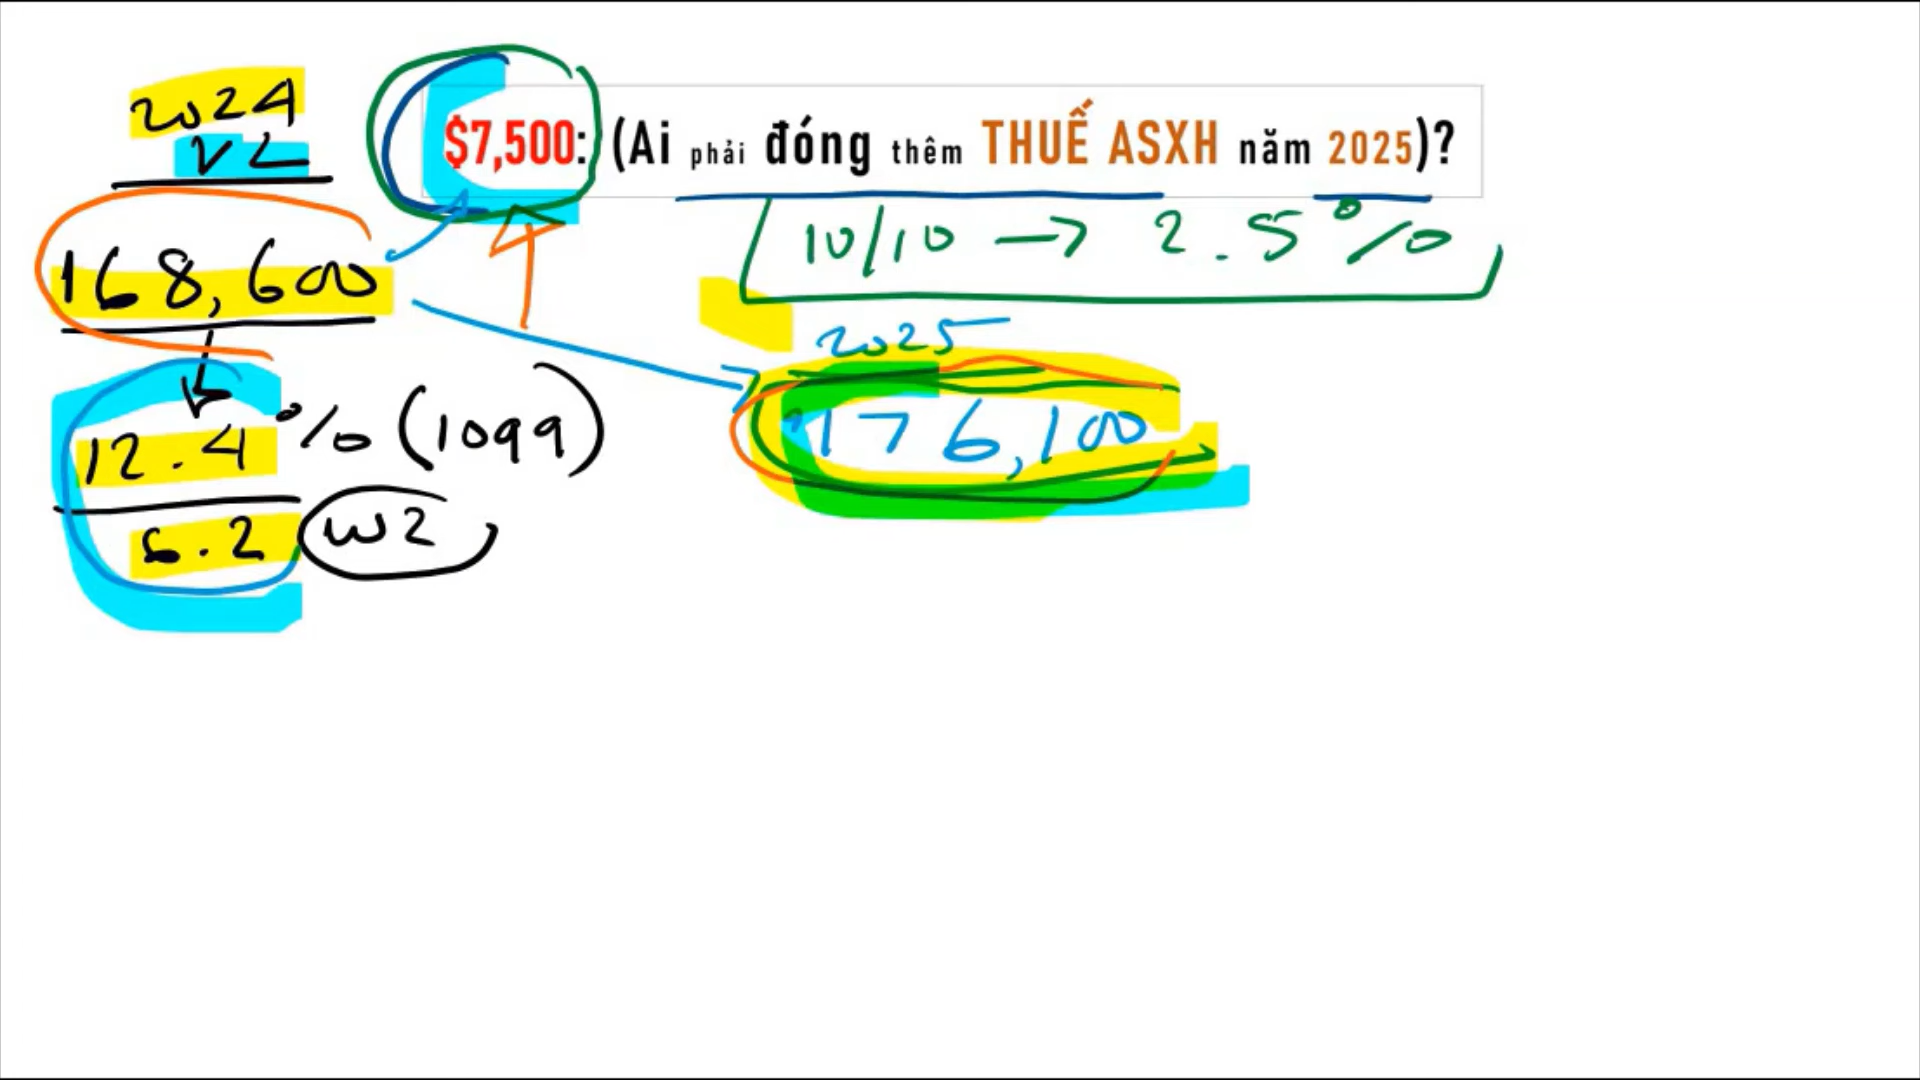 2024
VL
$7,500: (Ai phải đóng thêm THUẾ ASXH năm 2025)?
10/10 → 2.5%
168,600
2025
176,100
12.4% (1099)
6.2 W2